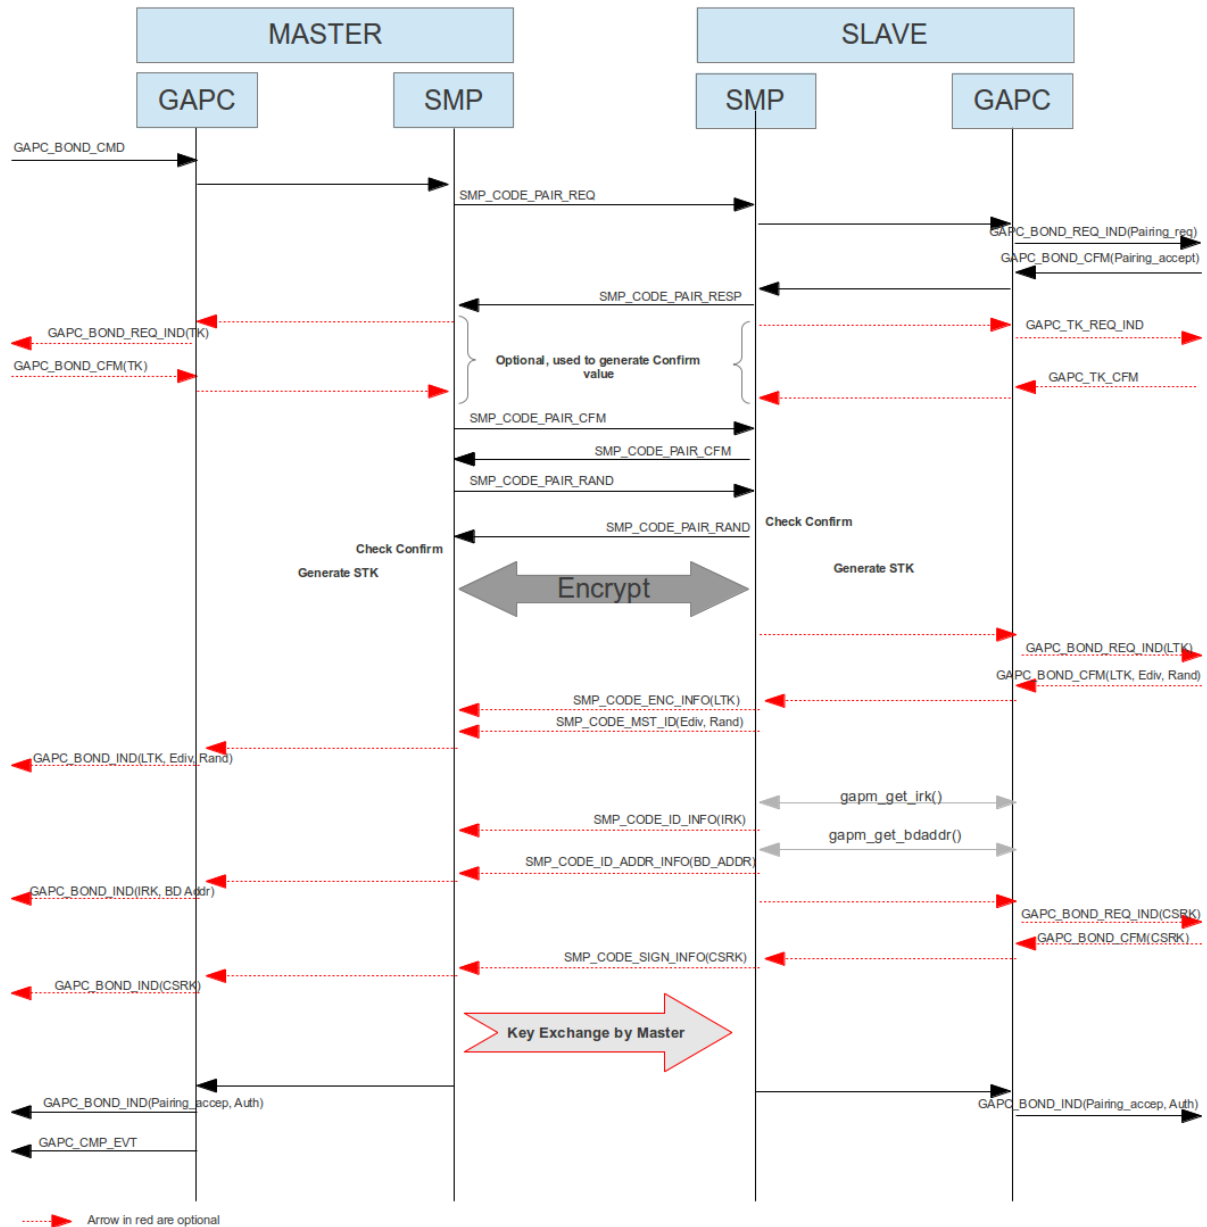 MASTER
SLAVE
GAPC
SMP
SMP
GAPC
GAPC_BOND_CMD
SMP_CODE_PAIR_REQ
GAPC_BOND_REQ_IND(Pairing_req)
GAPC_BOND_CFM(Pairing_accept)
SMP_CODE_PAIR_RESP
GAPC_BOND_REQ_IND(TK)
GAPC_TK_REQ_IND
Optional, used to generate Confirm
value
GAPC_BOND_CFM(TK)
GAPC_TK_CFM
SMP_CODE_PAIR_CFM
SMP_CODE_PAIR_CFM
SMP_CODE_PAIR_RAND
SMP_CODE_PAIR_RAND
Check Confirm
Check Confirm
Generate STK
Generate STK
Encrypt
GAPC_BOND_REQ_IND(LTK)
GAPC_BOND_CFM(LTK, Ediv, Rand)
SMP_CODE_ENC_INFO(LTK)
SMP_CODE_MST_ID(Ediv, Rand)
GAPC_BOND_IND(LTK, Ediv, Rand)
gapm_get_irk()
SMP_CODE_ID_INFO(IRK)
gapm_get_bdaddr()
SMP_CODE_ID_ADDR_INFO(BD_ADDR)
GAPC_BOND_IND(IRK, BD Addr)
GAPC_BOND_REQ_IND(CSRK)
GAPC_BOND_CFM(CSRK)
SMP_CODE_SIGN_INFO(CSRK)
GAPC_BOND_IND(CSRK)
Key Exchange by Master
GAPC_BOND_IND(Pairing_accep, Auth)
GAPC_BOND_IND(Pairing_accep, Auth)
GAPC_CMP_EVT
Arrow in red are optional